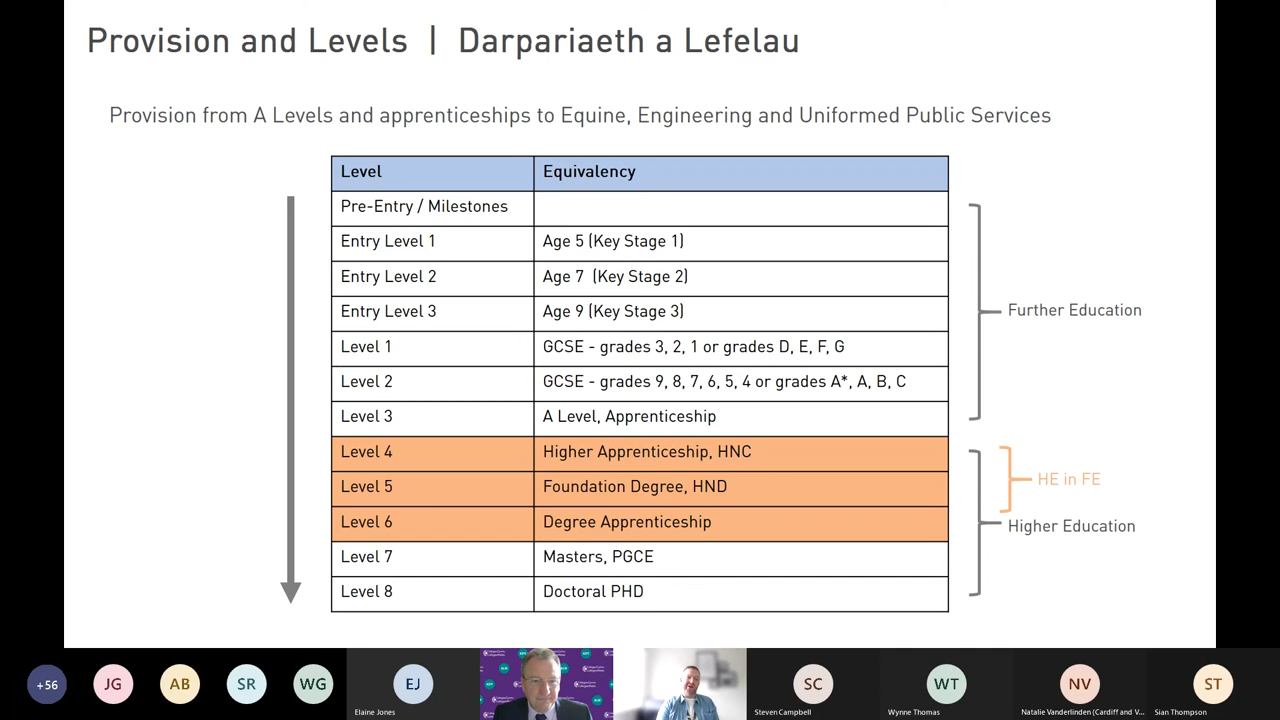 Provision and Levels | Darpariaeth a Lefelau
Provision from A Levels and apprenticeships to Equine, Engineering and Uniformed Public Services
Level Equivalency
Pre-Entry / Milestones
Entry Level 1 Age 5 (Key Stage 1)
Entry Level 2 Age 7 (Key Stage 2)
Entry Level 3 Age 9 (Key Stage 3)
Level 1 GCSE - grades 3, 2, 1 or grades D, E, F, G
Level 2 GCSE - grades 9, 8, 7, 6, 5, 4 or grades A*, A, B, C
Level 3 A Level, Apprenticeship
Level 4 Higher Apprenticeship, HNC
Level 5 Foundation Degree, HND
Level 6 Degree Apprenticeship
Level 7 Masters, PGCE
Level 8 Doctoral PHD
Further Education
HE in FE
Higher Education
+56 JG AB SR WG EJ SC WT NV ST
Elaine Jones Steven Campbell Wynne Thomas Natalie Vanderlinden (Cardiff and V... Sian Thompson